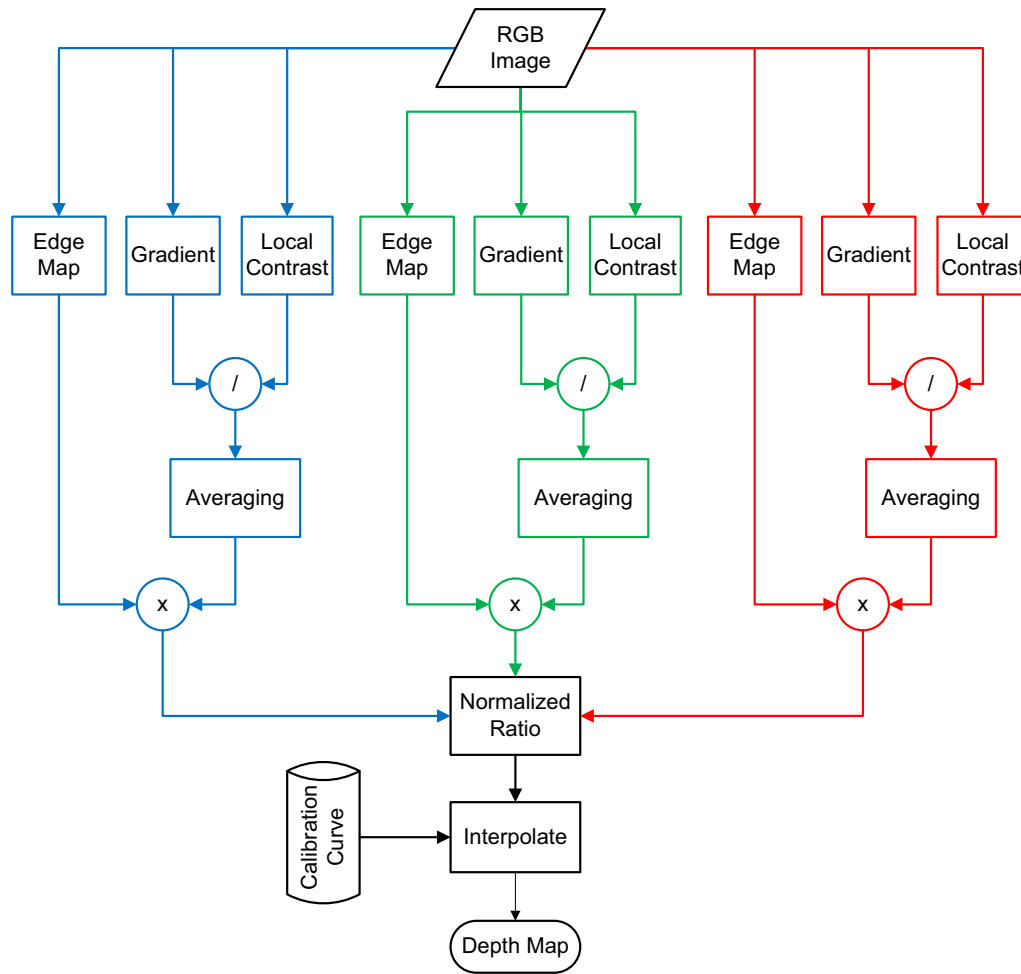 RGB
Image
Edge
Map
Gradient
Local
Contrast
Edge
Map
Gradient
Local
Contrast
Edge
Map
Gradient
Local
Contrast
/
/
/
Averaging
Averaging
Averaging
x
x
x
Normalized
Ratio
Calibration
Curve
Interpolate
Depth Map